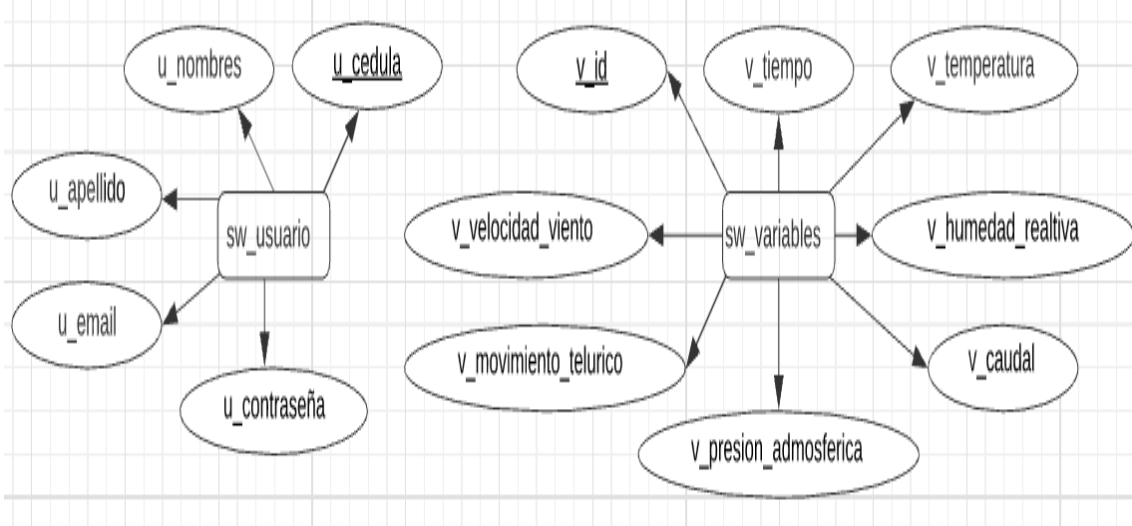 u_nombres
u_cedula
u_apellido
sw_usuario
u_email
u_contraseña
v_id
v_tiempo
v_temperatura
v_velocidad_viento
sw_variables
v_humedad_realtiva
v_movimiento_telurico
v_caudal
v_presion_admosferica